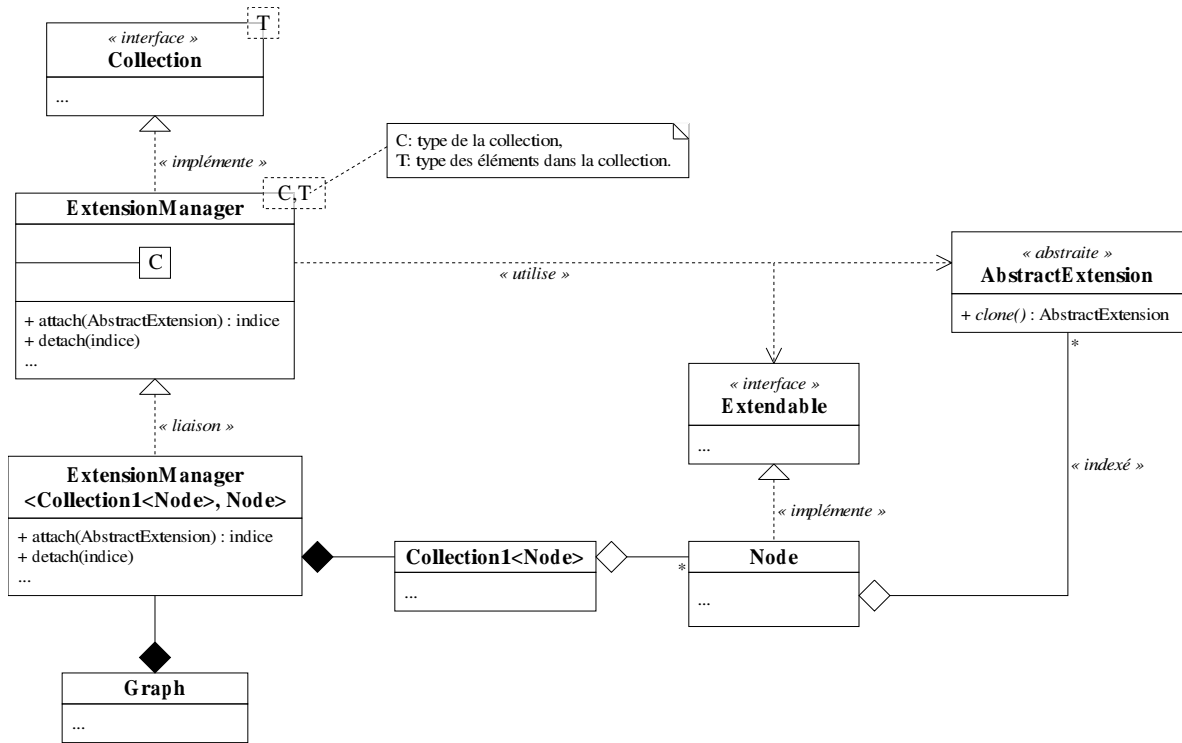 T
« interface »
Collection
...
« implémente »
C: type de la collection,
T: type des éléments dans la collection.
C,T
ExtensionManager
C
+ attach(AbstractExtension) : indice
+ detach(indice)
...
« utilise »
« abstraite »
AbstractExtension
+ clone() : AbstractExtension
*
« interface »
Extendable
...
« liaison »
« indexé »
ExtensionManager
<Collection1<Node>, Node>
+ attach(AbstractExtension) : indice
+ detach(indice)
...
« implémente »
Collection1<Node>
...
*
Node
...
Graph
...